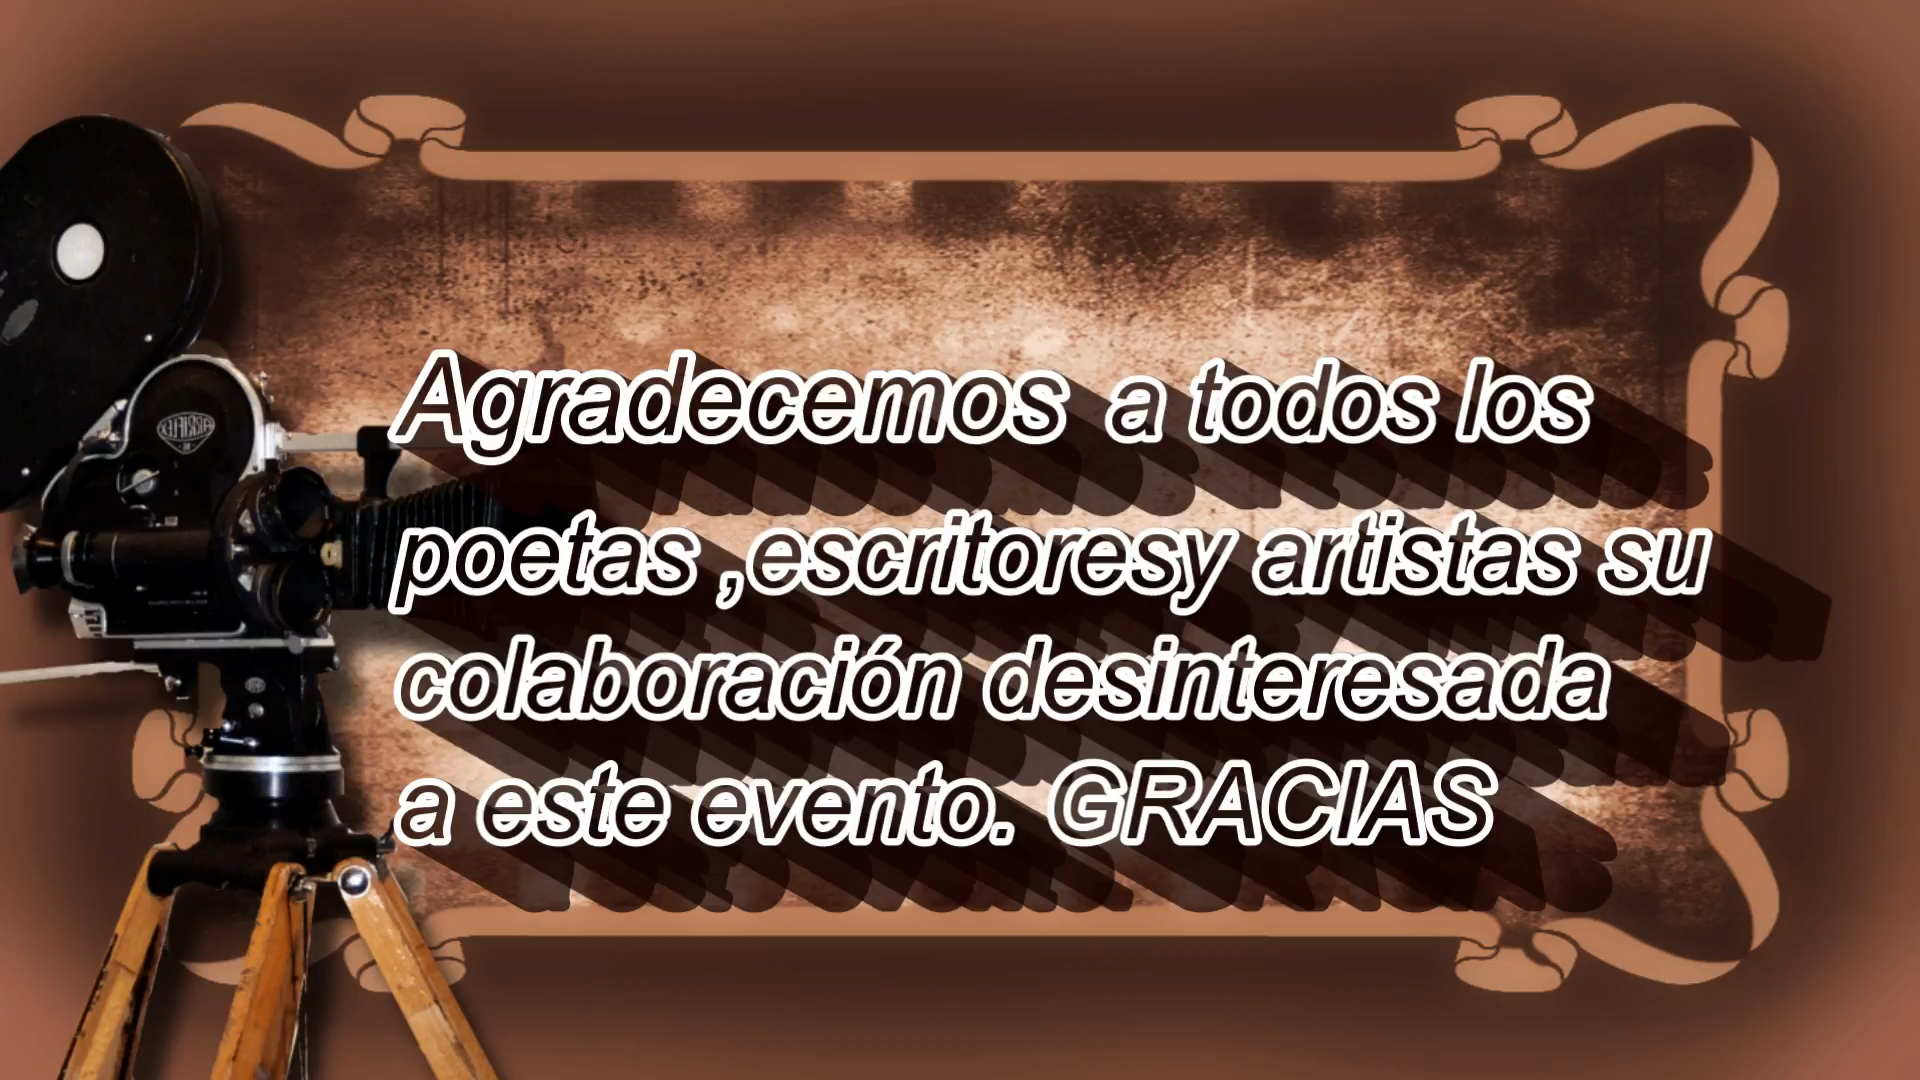 Agradecemos a todos los
poetas ,escritoresy artistas su
colaboración desinteresada
a este evento. GRACIAS